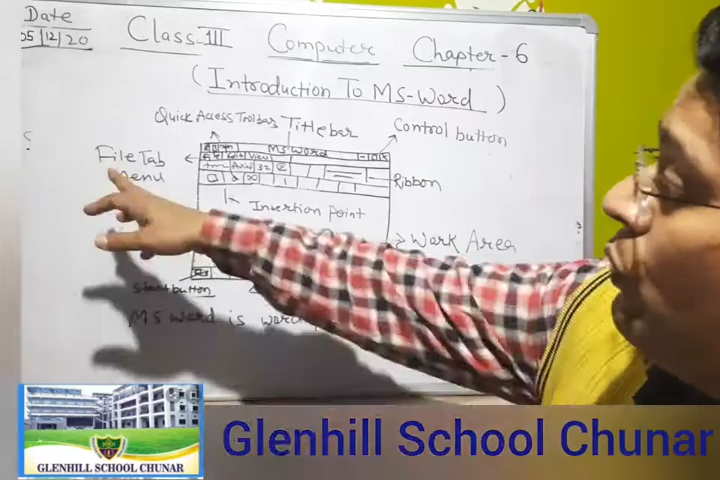 Date
05/12/20
Class-III Computer Chapter-6
(Introduction To MS-Word)
Quick Access Toolbar Title bar Control button
MS word
File Tab
Menu
Ribbon
Insertion point
Work Area
Start button
MS word is
GLENHILL SCHOOL CHUNAR
Glenhill School Chunar